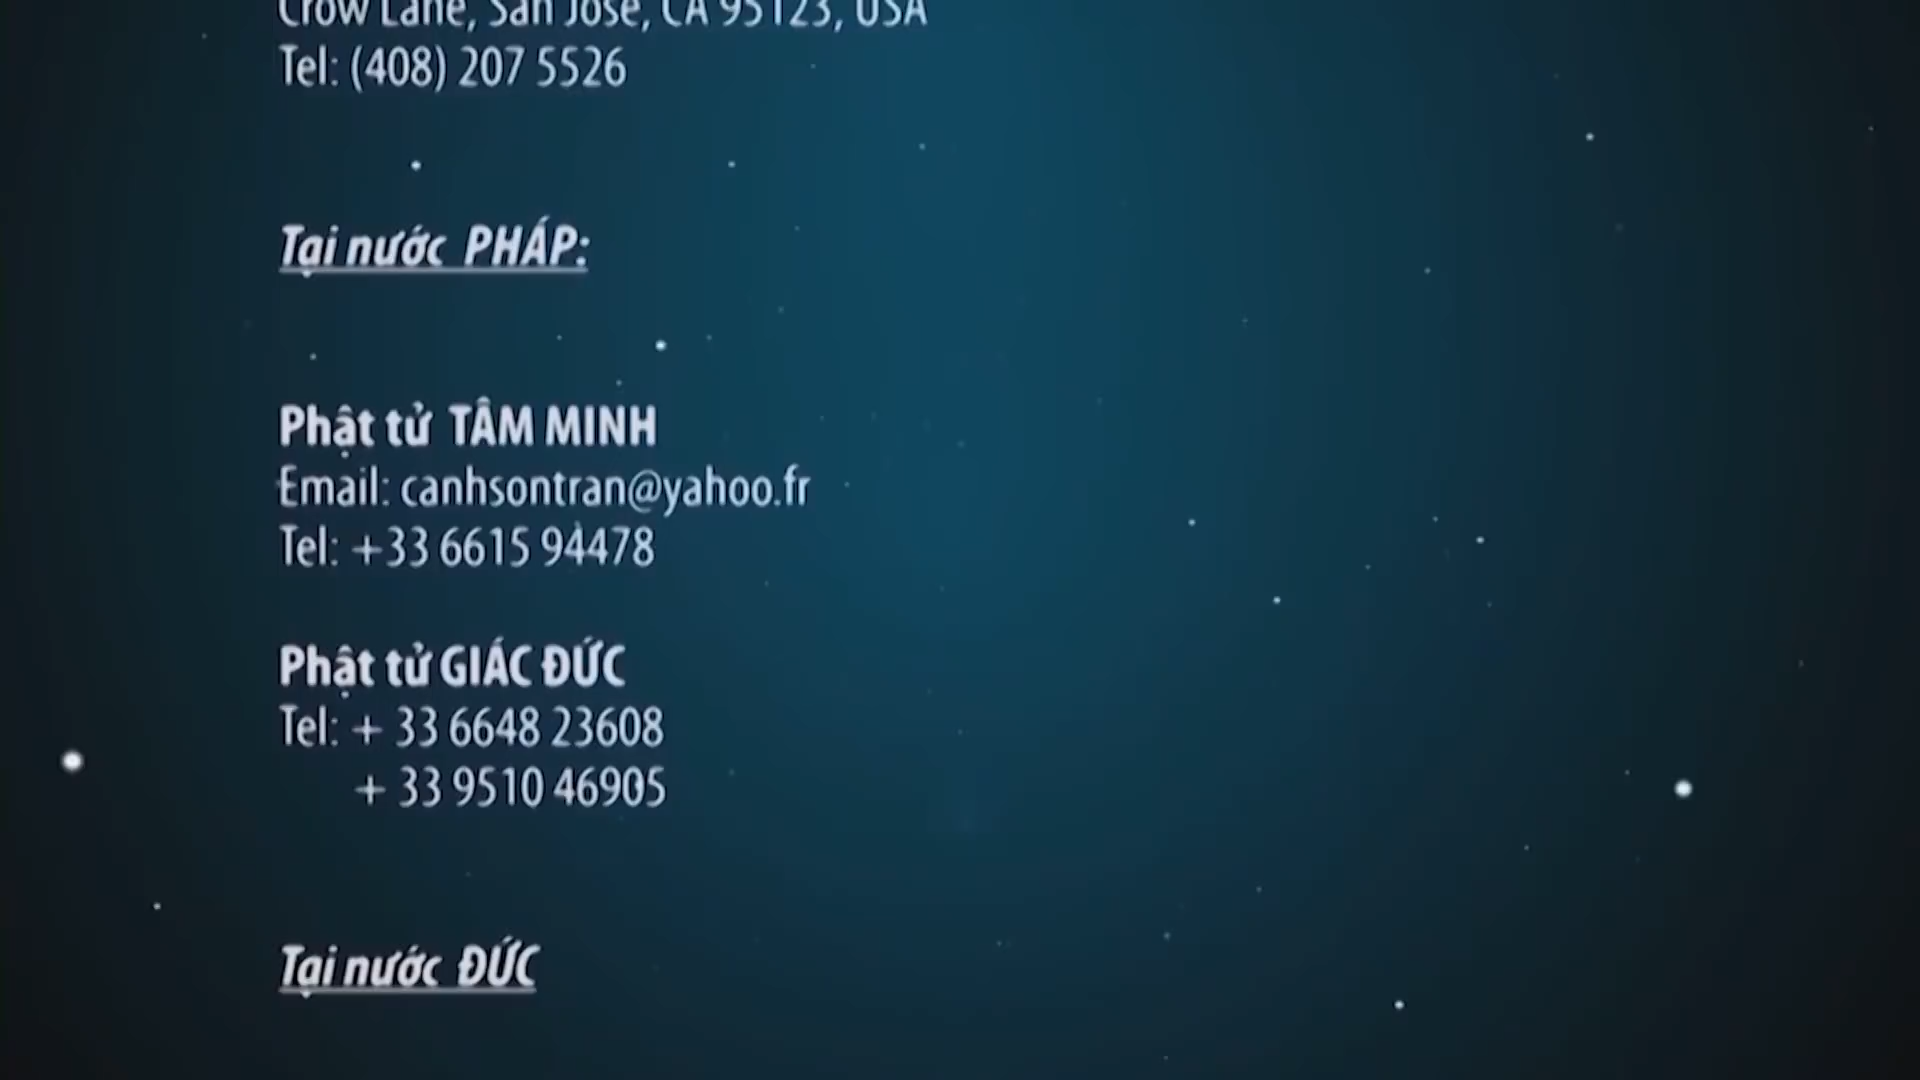 Crow Lane, San Jose, CA 95123, USA
Tel: (408) 207 5526
Tại nước PHÁP:
Phật tử TÂM MINH
Email: canhsontran@yahoo.fr
Tel: +33 6615 94478
Phật tử GIÁC ĐỨC
Tel: + 33 6648 23608
+ 33 9510 46905
Tại nước ĐỨC